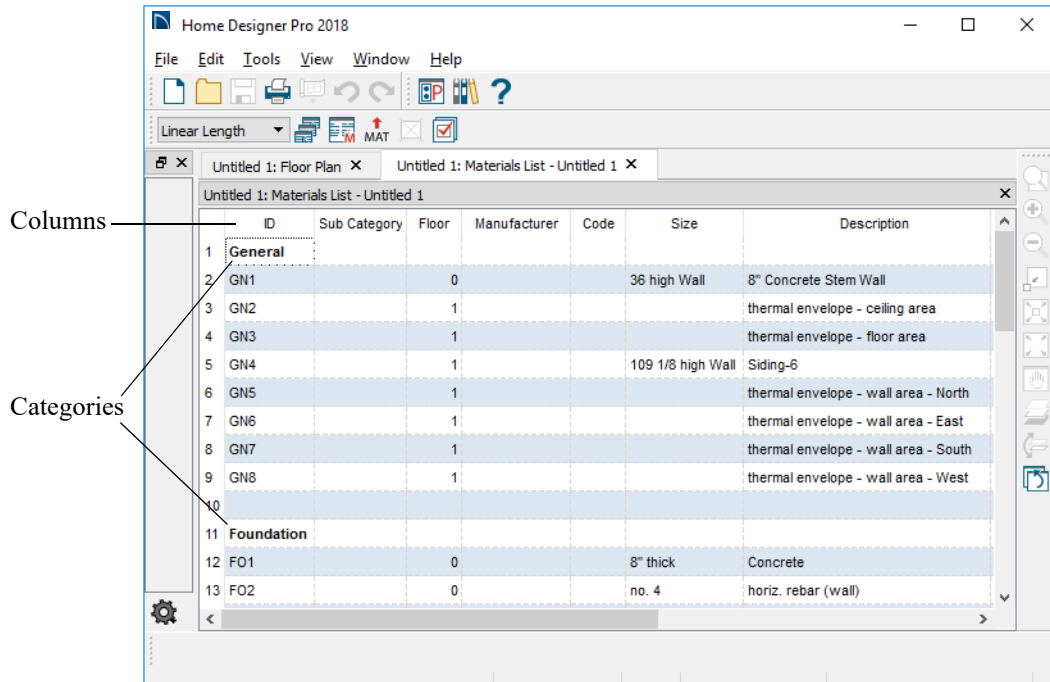 Home Designer Pro 2018
File Edit Tools View Window Help
P ?
Linear Length M MAT
Untitled 1: Floor Plan Untitled 1: Materials List - Untitled 1
Untitled 1: Materials List - Untitled 1
Columns ID Sub Category Floor Manufacturer Code Size Description
1 General
2 GN1 0 36 high Wall 8" Concrete Stem Wall
3 GN2 1 thermal envelope - ceiling area
4 GN3 1 thermal envelope - floor area
5 GN4 1 109 1/8 high Wall Siding-6
Categories
6 GN5 1 thermal envelope - wall area - North
7 GN6 1 thermal envelope - wall area - East
8 GN7 1 thermal envelope - wall area - South
9 GN8 1 thermal envelope - wall area - West
10
11 Foundation
12 FO1 0 8" thick Concrete
13 FO2 0 no. 4 horiz. rebar (wall)